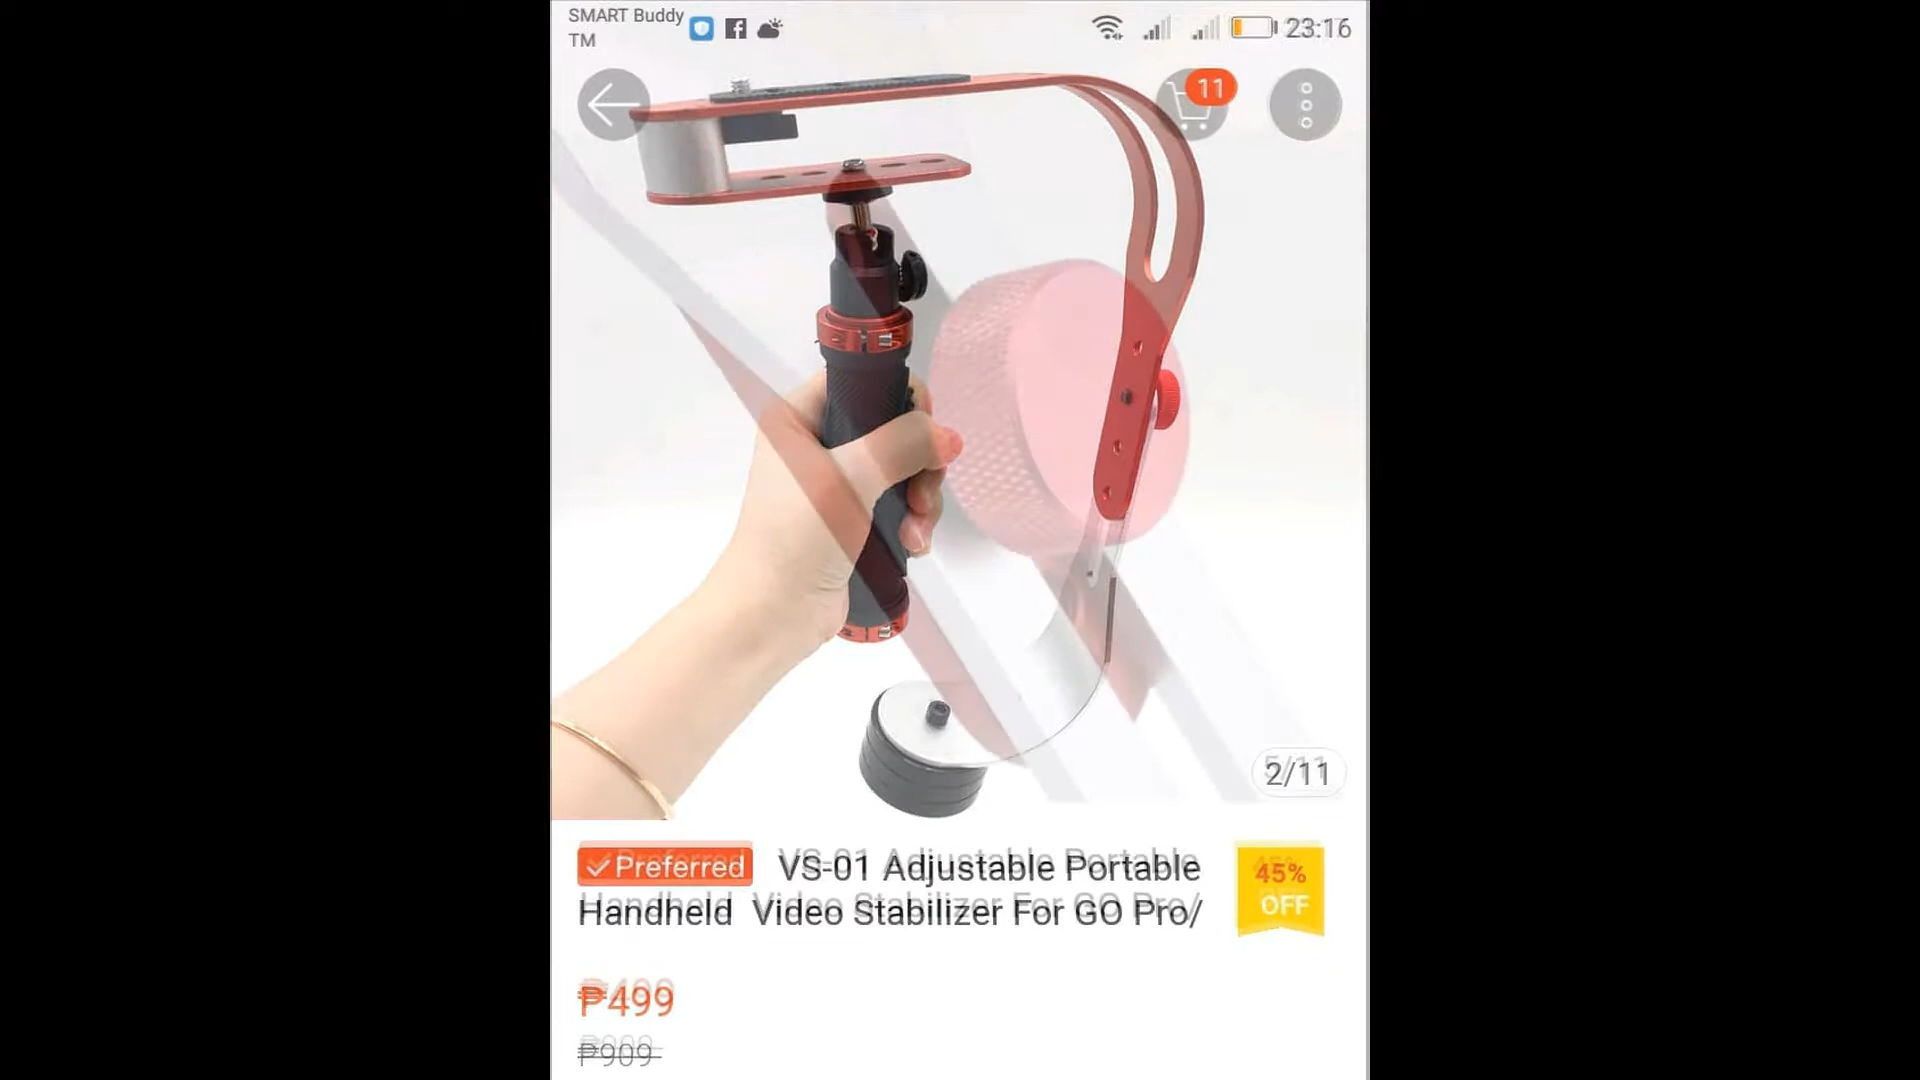 SMART Buddy
TM
23:16
11
2/11
Preferred VS-01 Adjustable Portable
Handheld Video Stabilizer For GO Pro/
45%
OFF
₱499
₱909